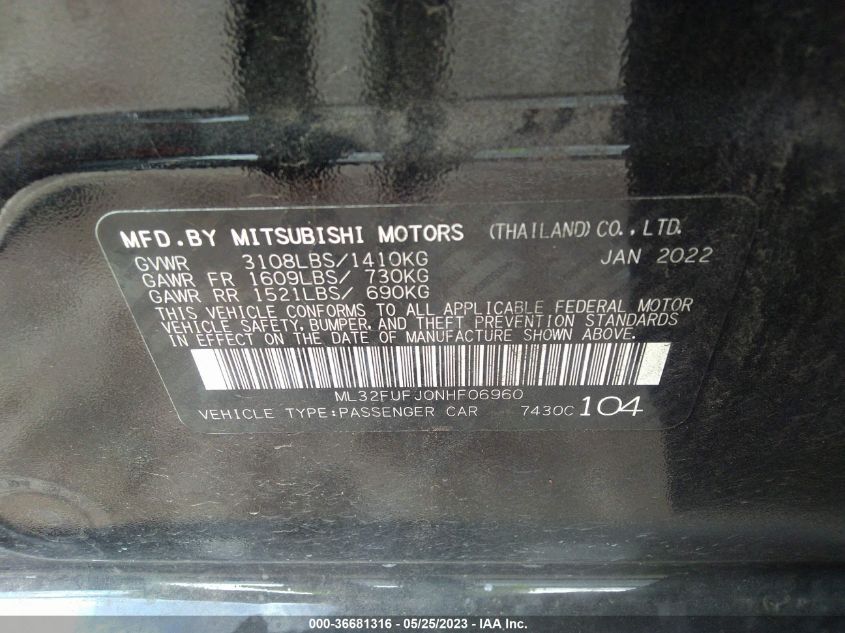 MFD.BY MITSUBISHI MOTORS (THAILAND) CO., LTD.
GVWR 3108LBS/1410KG JAN 2022
GAWR FR 1609LBS/ 730KG
GAWR RR 1521LBS/ 690KG
THIS VEHICLE CONFORMS TO ALL APPLICABLE FEDERAL MOTOR
VEHICLE SAFETY, BUMPER, AND THEFT PREVENTION STANDARDS
IN EFFECT ON THE DATE OF MANUFACTURE SHOWN ABOVE.
ML32FUFJ0NHF06960
VEHICLE TYPE:PASSENGER CAR 7430C 104
000-36681316 - 05/25/2023 - IAA Inc.